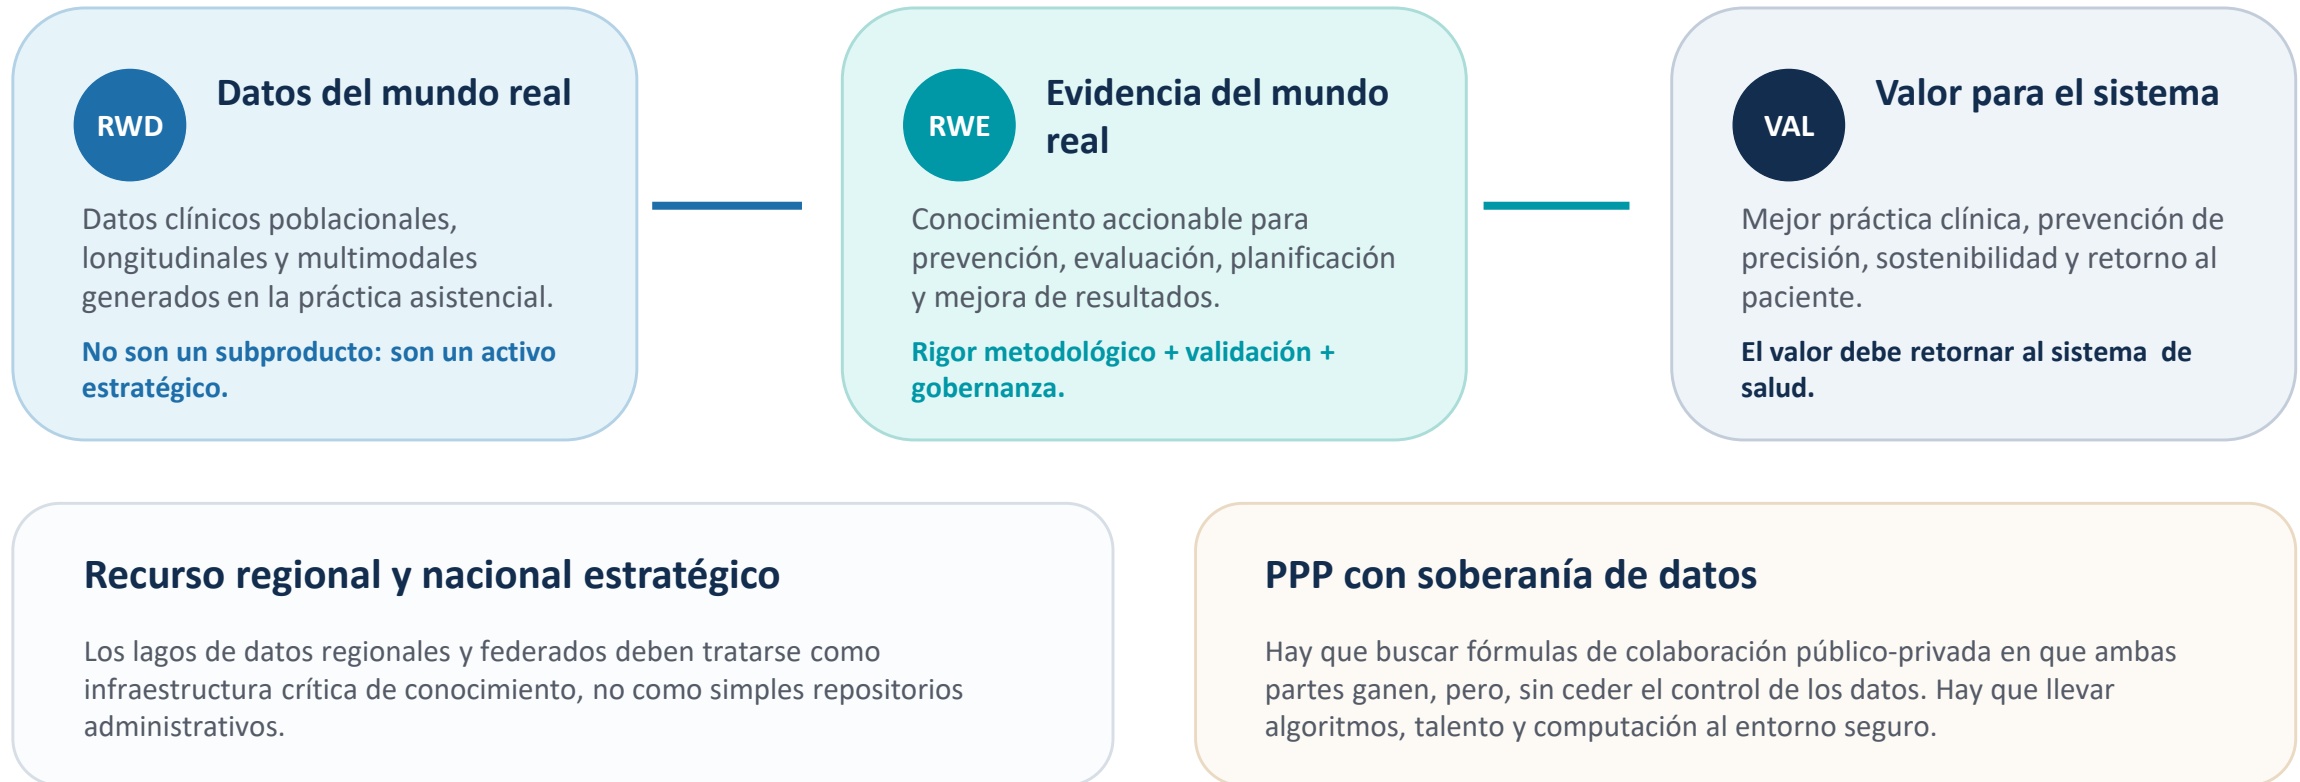 RWD
Datos del mundo real
Datos clínicos poblacionales,
longitudinales y multimodales
generados en la práctica asistencial.
No son un subproducto: son un activo
estratégico.
RWE
Evidencia del mundo
real
Conocimiento accionable para
prevención, evaluación, planificación
y mejora de resultados.
Rigor metodológico + validación +
gobernanza.
VAL
Valor para el sistema
Mejor práctica clínica, prevención de
precisión, sostenibilidad y retorno al
paciente.
El valor debe retornar al sistema de
salud.
Recurso regional y nacional estratégico
Los lagos de datos regionales y federados deben tratarse como
infraestructura crítica de conocimiento, no como simples repositorios
administrativos.
PPP con soberanía de datos
Hay que buscar fórmulas de colaboración público-privada en que ambas
partes ganen, pero, sin ceder el control de los datos. Hay que llevar
algoritmos, talento y computación al entorno seguro.